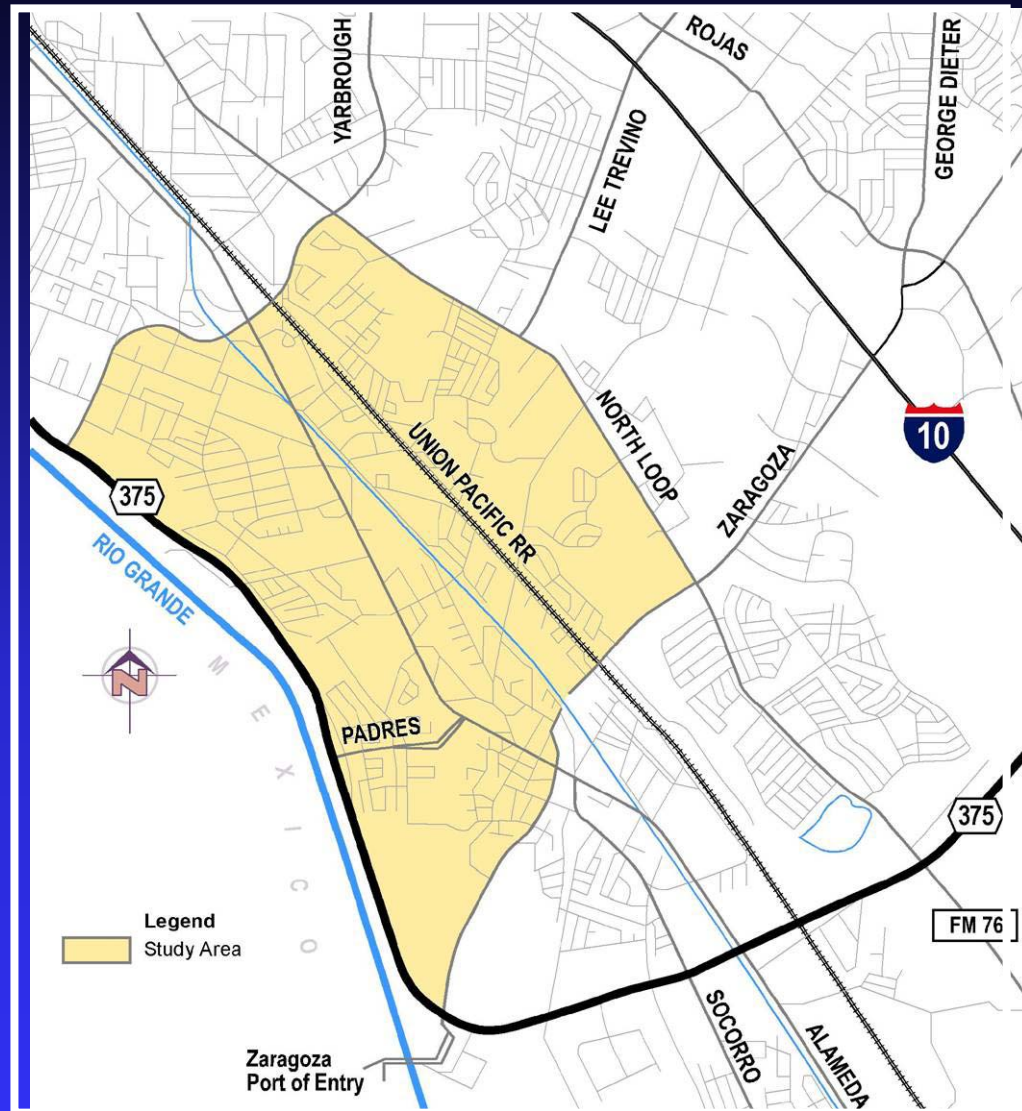 YARBROUGH
ROJAS
GEORGE DIETER
LEE TREVINO
10
NORTH LOOP
ZARAGOZA
UNION PACIFIC RR
375
RIO GRANDE
N
MEXICO
PADRES
375
Legend
Study Area
FM 76
SOCORRO
ALAMEDA
Zaragoza
Port of Entry